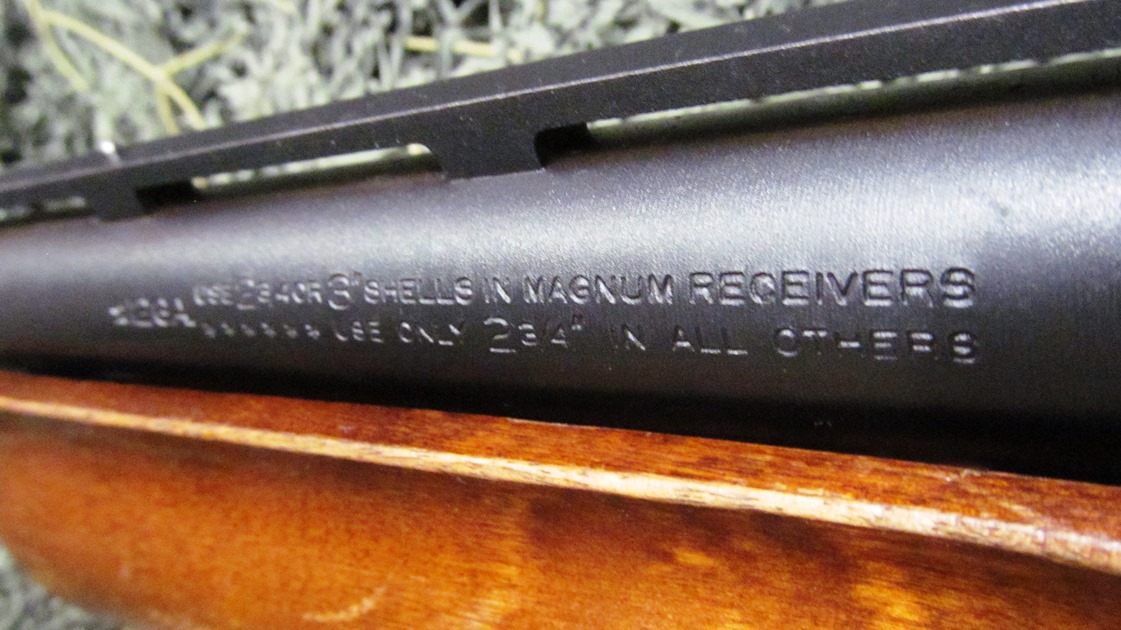 12GA. USE 2 3/4 OR 3" SHELLS IN MAGNUM RECEIVERS
" " " " " " USE ONLY 2 3/4" IN ALL OTHERS